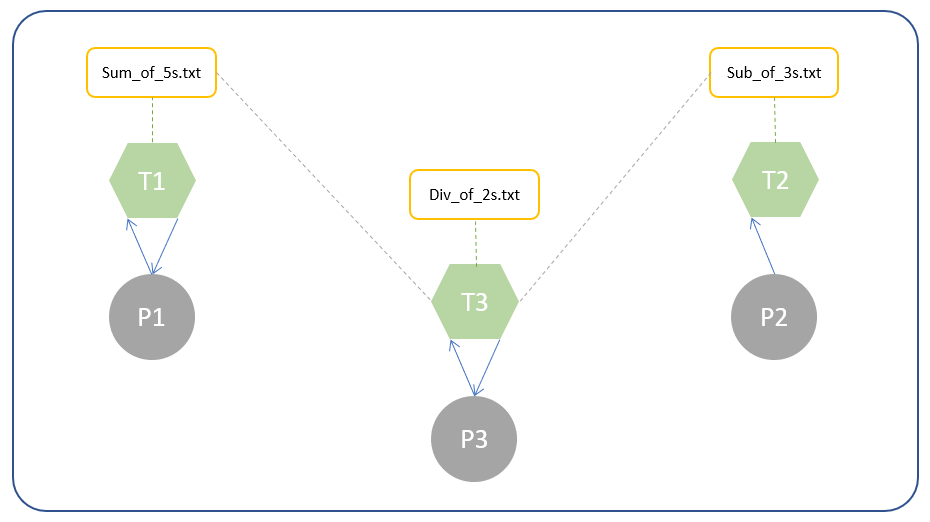 Sum_of_5s.txt
Sub_of_3s.txt
T1
T2
Div_of_2s.txt
T3
P1
P2
P3